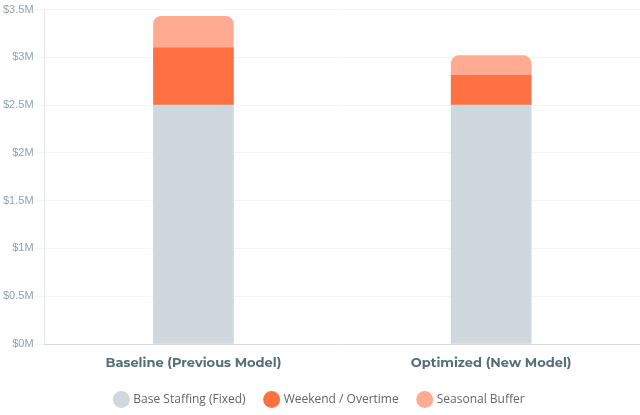 $3.5M
$3M
$2.5M
$2M
$1.5M
$1M
$0.5M
$0M
Baseline (Previous Model) Optimized (New Model)
Base Staffing (Fixed) Weekend / Overtime Seasonal Buffer